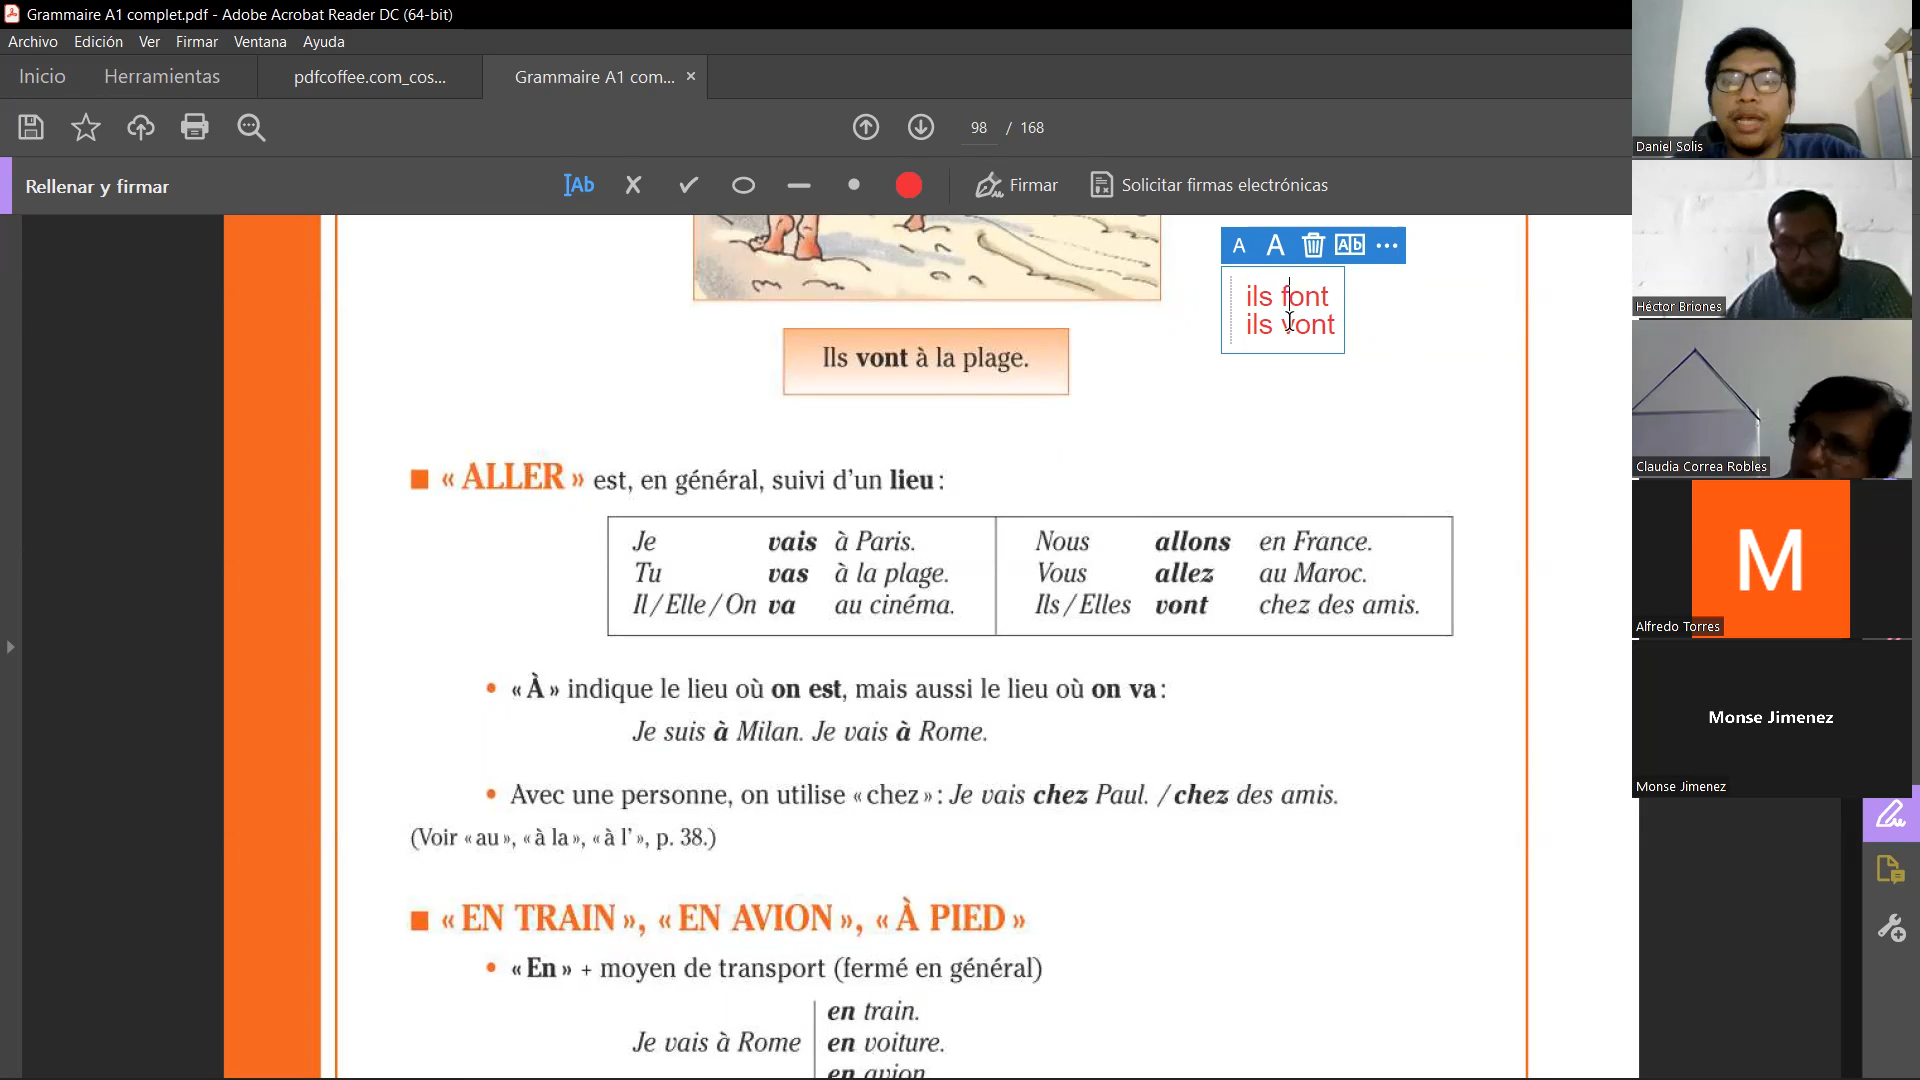 Grammaire A1 complet.pdf - Adobe Acrobat Reader DC (64-bit)
Archivo Edición Ver Firmar Ventana Ayuda
Inicio Herramientas pdfcoffee.com_cos... Grammaire A1 com... ×
98 / 168
Rellenar y firmar
Ab Firmar Solicitar firmas electrónicas
A A Ab ...
ils font
ils vont
Ils vont à la plage.
« ALLER » est, en général, suivi d'un lieu :
Je vais à Paris. Nous allons en France.
Tu vas à la plage. Vous allez au Maroc.
Il / Elle / On va au cinéma. Ils / Elles vont chez des amis.
• « À » indique le lieu où on est, mais aussi le lieu où on va :
Je suis à Milan. Je vais à Rome.
• Avec une personne, on utilise « chez » : Je vais chez Paul. / chez des amis.
(Voir « au », « à la », « à l' », p. 38.)
« EN TRAIN », « EN AVION », « À PIED »
• « En » + moyen de transport (fermé en général)
en train.
Je vais à Rome en voiture.
en avion
Daniel Solis
Héctor Briones
Claudia Correa Robles
M
Alfredo Torres
Monse Jimenez
Monse Jimenez